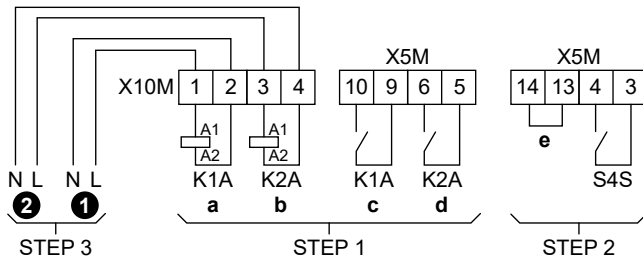 X5M X5M
X10M 1 2 3 4 10 9 6 5 14 13 4 3
A1 A1
A2 A2
e
N L N L K1A K2A K1A K2A S4S
2 1 a b c d
STEP 3 STEP 1 STEP 2